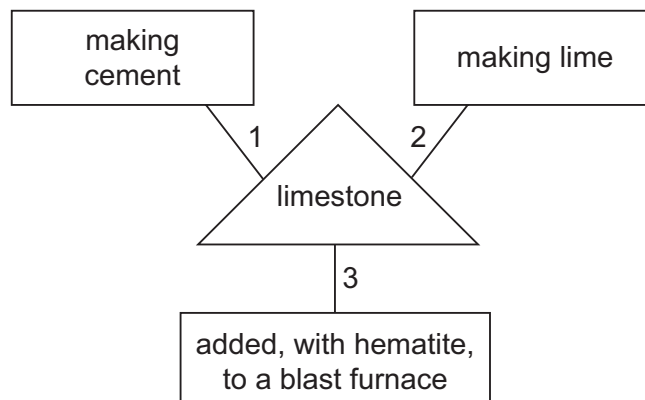 making
cement
making lime
1
2
limestone
3
added, with hematite,
to a blast furnace